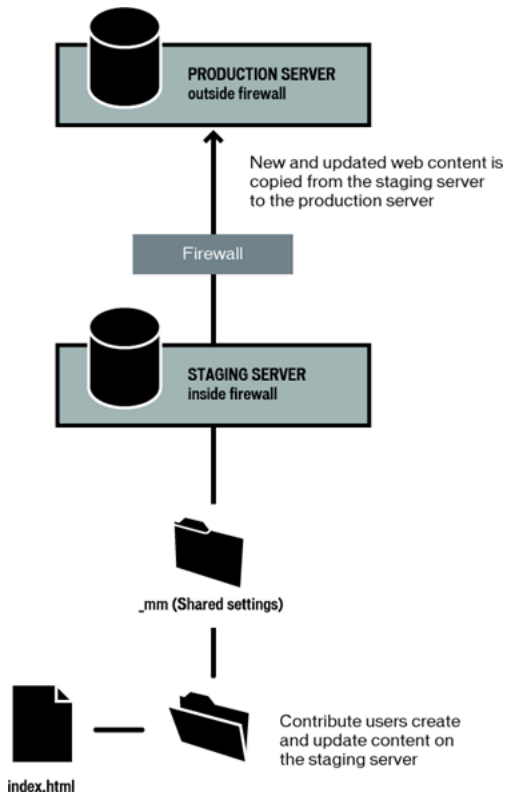 PRODUCTION SERVER
outside firewall
New and updated web content is
copied from the staging server
to the production server
Firewall
STAGING SERVER
inside firewall
_mm (Shared settings)
Contribute users create
and update content on
the staging server
index.html